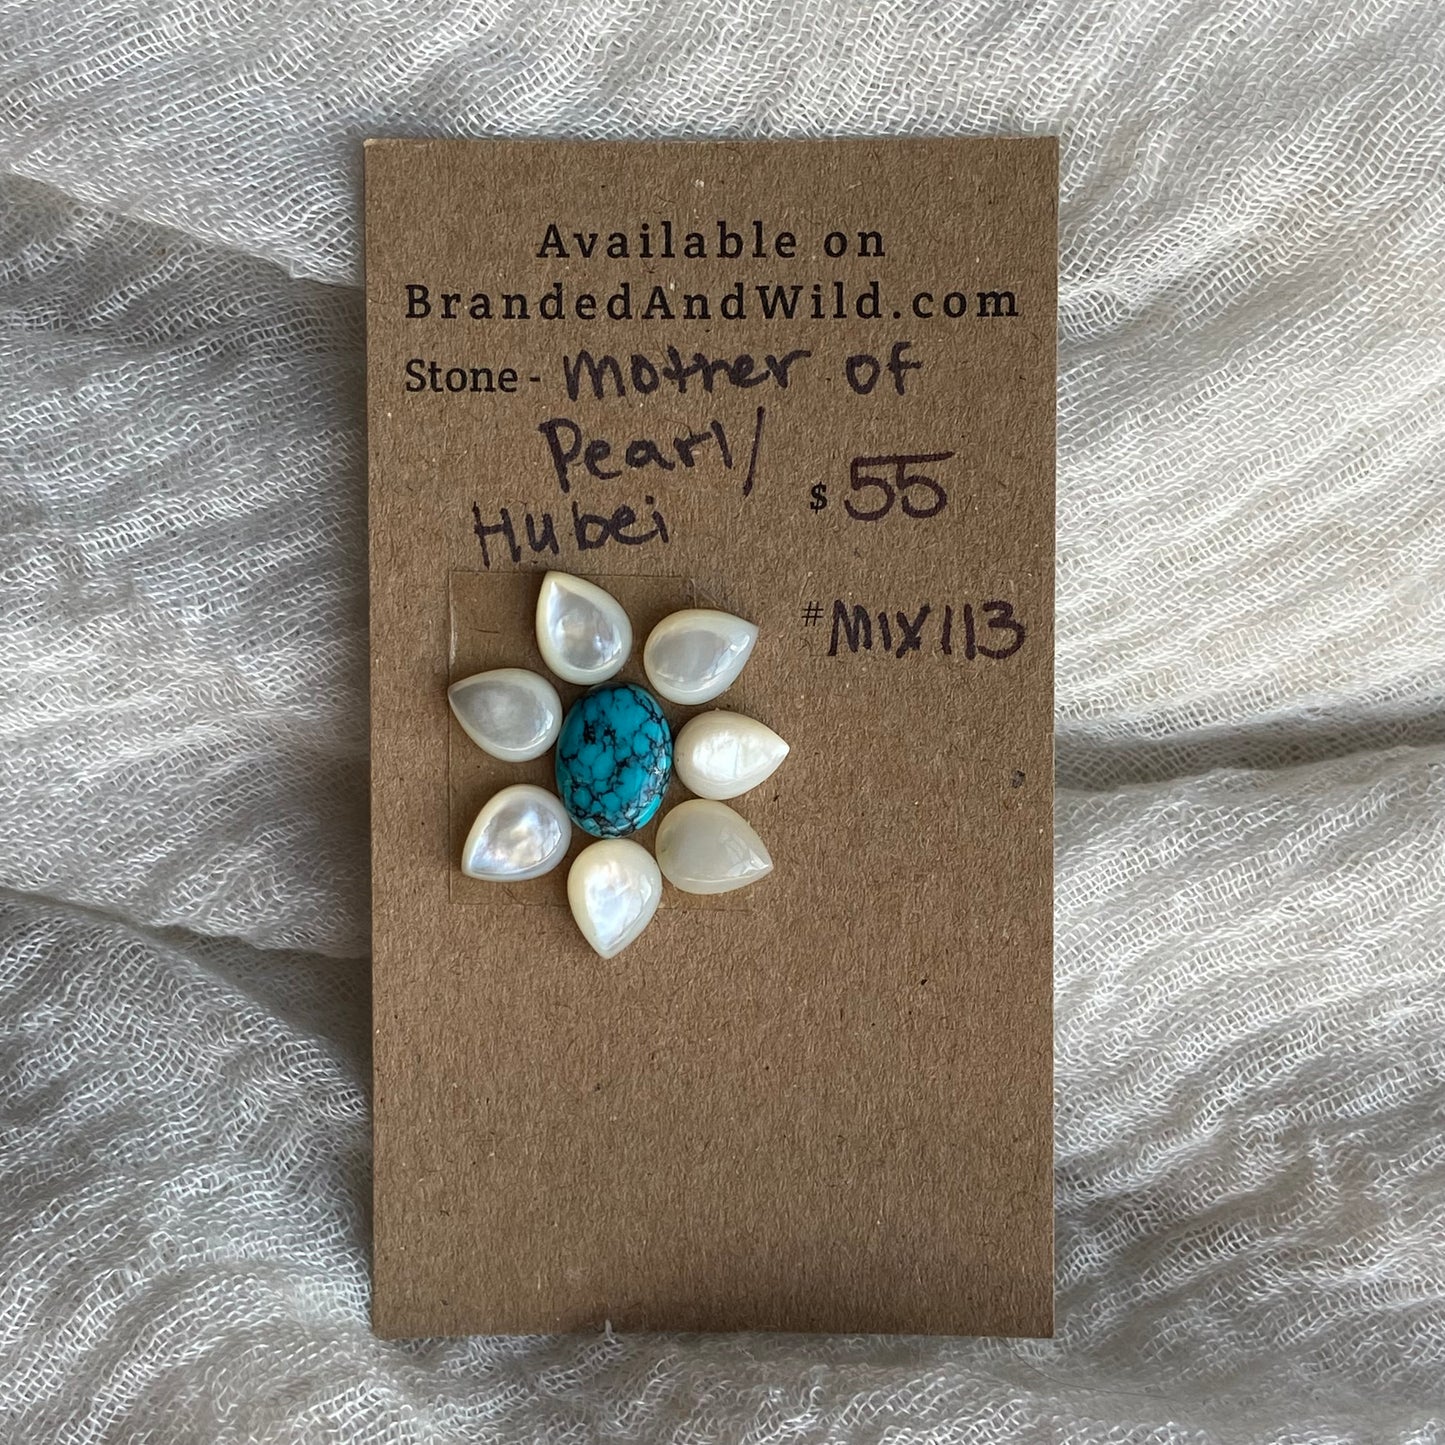 Available on
BrandedAndWild.com
Stone - Mother of
Pearl/
Hubei
$ 55
#MIX113